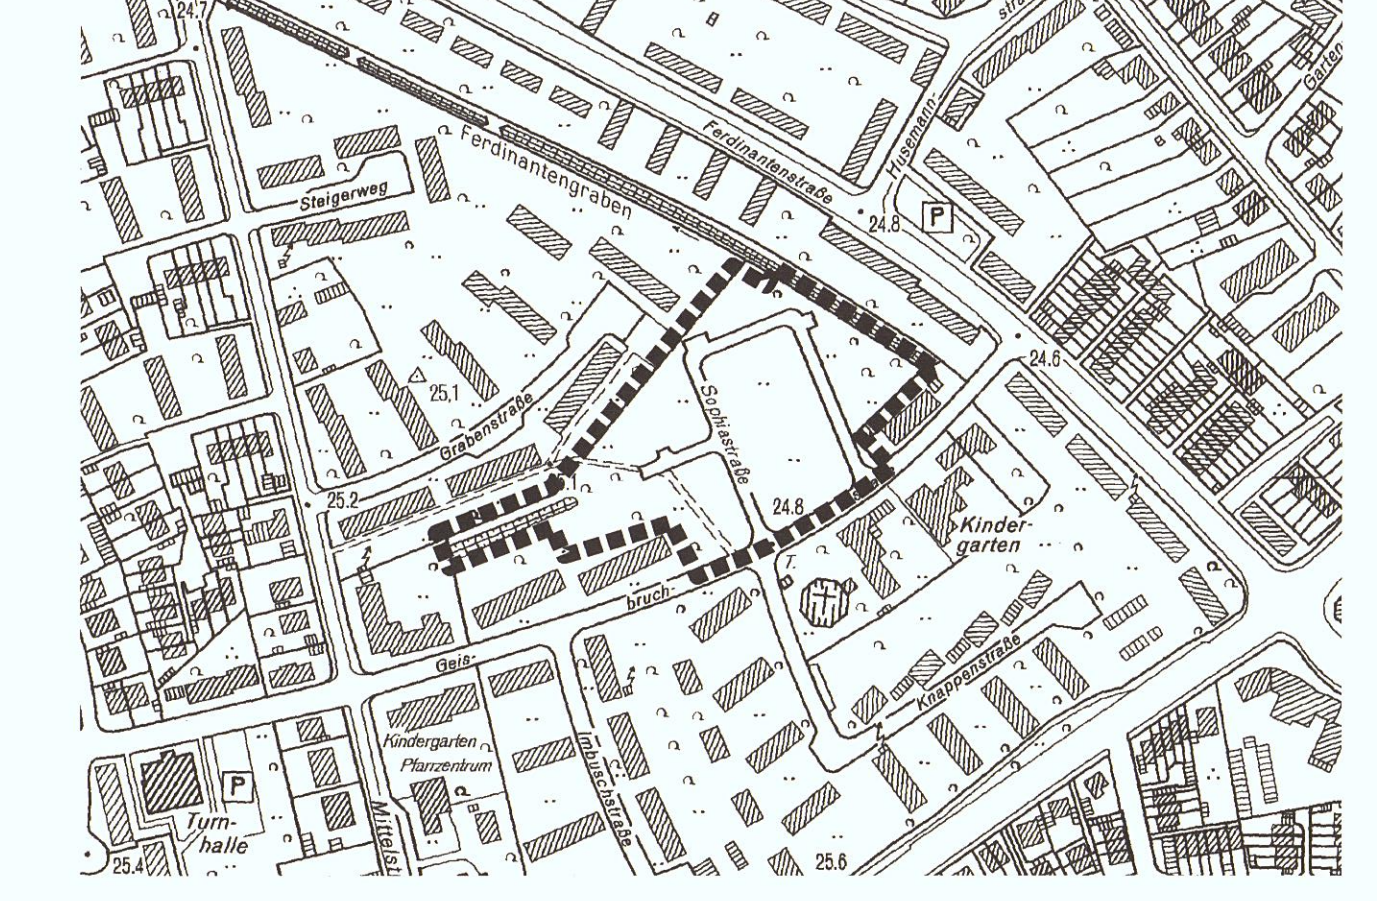 24.7
stra
Garten
Ferdinantengraben
Ferdinantenstraße
Husemann-
Steigerweg
24.8
P
24.6
25,1
Grabenstraße
Sophiastraße
25.2
24.8
Kinder-
garten
T.
bruch-
Geis-
Knappenstraße
Kindergarten
Pfarrzentrum
Imbuschstraße
P
Turn-
halle
Mittelst
25.4
25.6